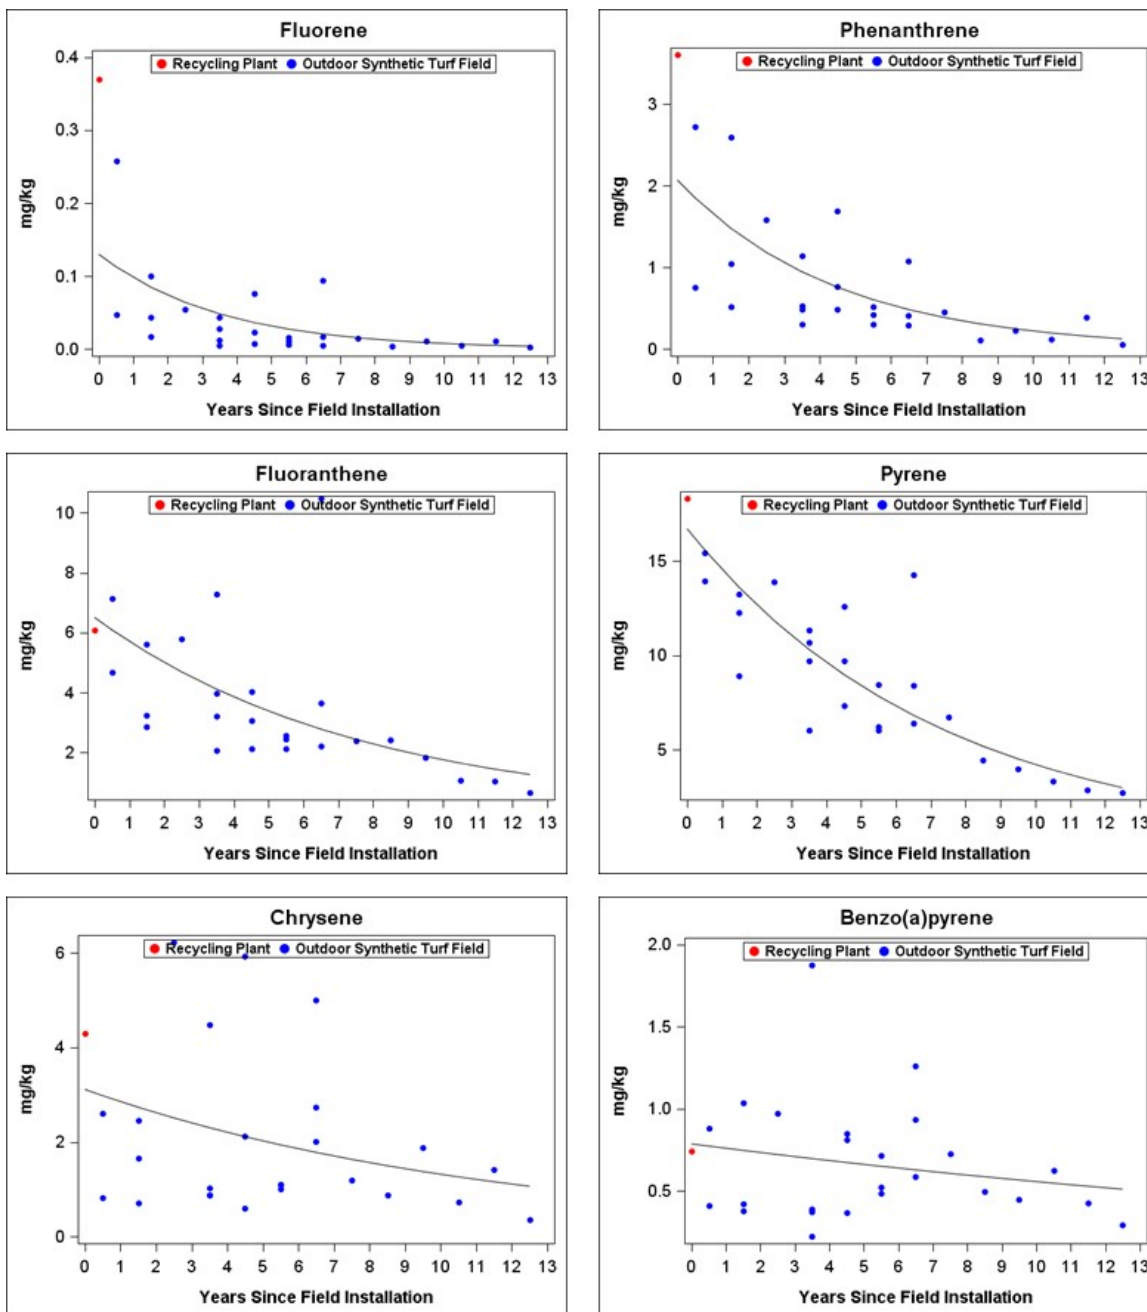 Fluorene
Recycling Plant Outdoor Synthetic Turf Field
0.4
0.3
0.2
0.1
0.0
mg/kg
0 1 2 3 4 5 6 7 8 9 10 11 12 13
Years Since Field Installation
Phenanthrene
Recycling Plant Outdoor Synthetic Turf Field
3
2
1
0
mg/kg
0 1 2 3 4 5 6 7 8 9 10 11 12 13
Years Since Field Installation
Fluoranthene
Recycling Plant Outdoor Synthetic Turf Field
10
8
6
4
2
mg/kg
0 1 2 3 4 5 6 7 8 9 10 11 12 13
Years Since Field Installation
Pyrene
Recycling Plant Outdoor Synthetic Turf Field
15
10
5
mg/kg
0 1 2 3 4 5 6 7 8 9 10 11 12 13
Years Since Field Installation
Chrysene
Recycling Plant Outdoor Synthetic Turf Field
6
4
2
0
mg/kg
0 1 2 3 4 5 6 7 8 9 10 11 12 13
Years Since Field Installation
Benzo(a)pyrene
Recycling Plant Outdoor Synthetic Turf Field
2.0
1.5
1.0
0.5
mg/kg
0 1 2 3 4 5 6 7 8 9 10 11 12 13
Years Since Field Installation